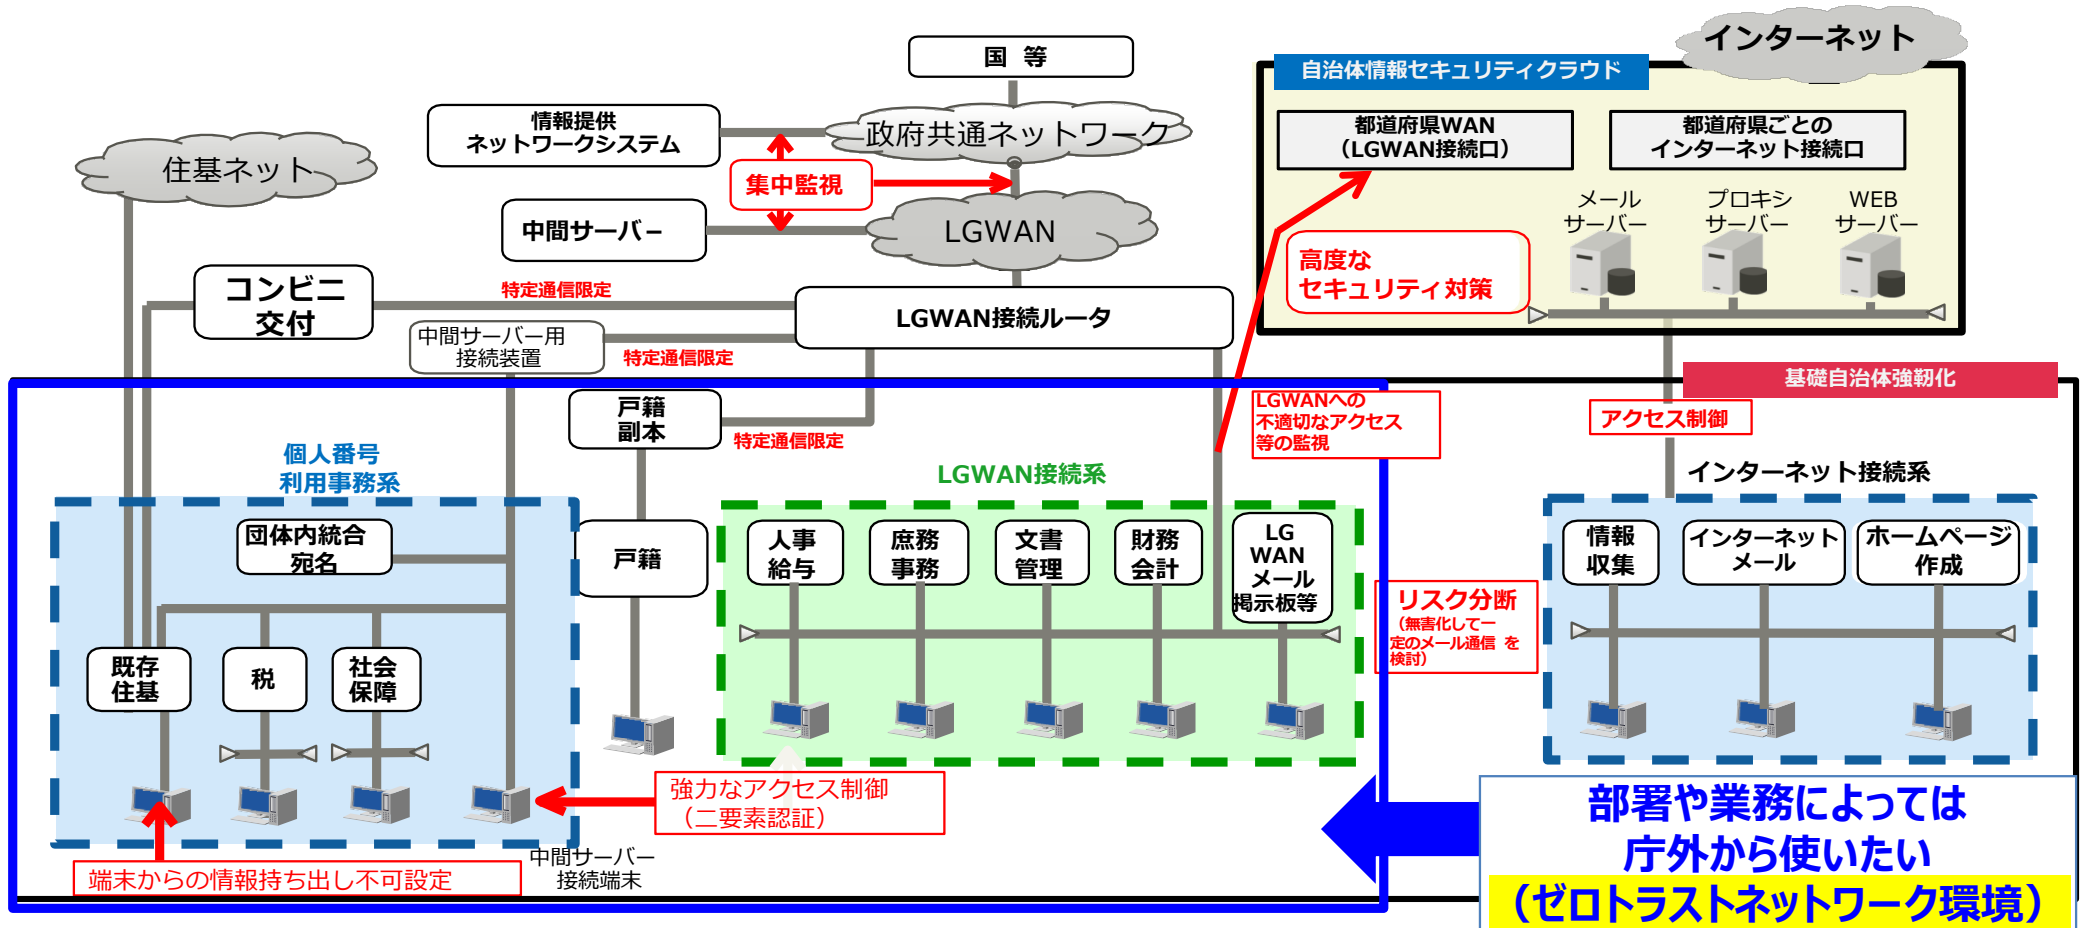 インターネット
国 等
自治体情報セキュリティクラウド
情報提供
ネットワークシステム
政府共通ネットワーク
都道府県WAN
（LGWAN接続口）
都道府県ごとの
インターネット接続口
住基ネット
集中監視
メール
サーバー
プロキシ
サーバー
WEB
サーバー
中間サーバー
LGWAN
高度な
セキュリティ対策
コンビニ
交付
特定通信限定
LGWAN接続ルータ
中間サーバー用
接続装置
特定通信限定
基礎自治体強靭化
戸籍
副本
特定通信限定
LGWANへの
不適切なアクセス
等の監視
アクセス制御
個人番号
利用事務系
LGWAN接続系
インターネット接続系
団体内統合
宛名
戸籍
人事
給与
庶務
事務
文書
管理
財務
会計
LG
WAN
メール
掲示板等
情報
収集
インターネット
メール
ホームページ
作成
リスク分断
（無害化して一
定のメール通信 を
検討）
既存
住基
税
社会
保障
強力なアクセス制御
（二要素認証）
中間サーバー
接続端末
端末からの情報持ち出し不可設定
部署や業務によっては
庁外から使いたい
（ゼロトラストネットワーク環境）